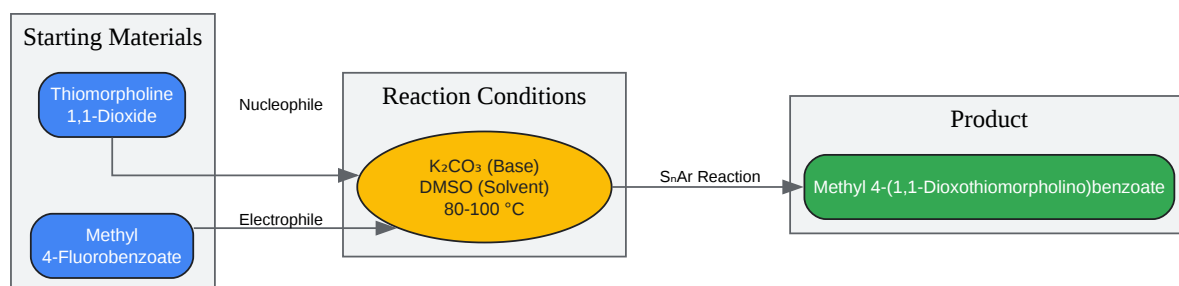 Starting Materials
Thiomorpholine
1,1-Dioxide
Methyl
4-Fluorobenzoate
Nucleophile
Electrophile
Reaction Conditions
K₂CO₃ (Base)
DMSO (Solvent)
80-100 °C
SₙAr Reaction
Product
Methyl 4-(1,1-Dioxothiomorpholino)benzoate